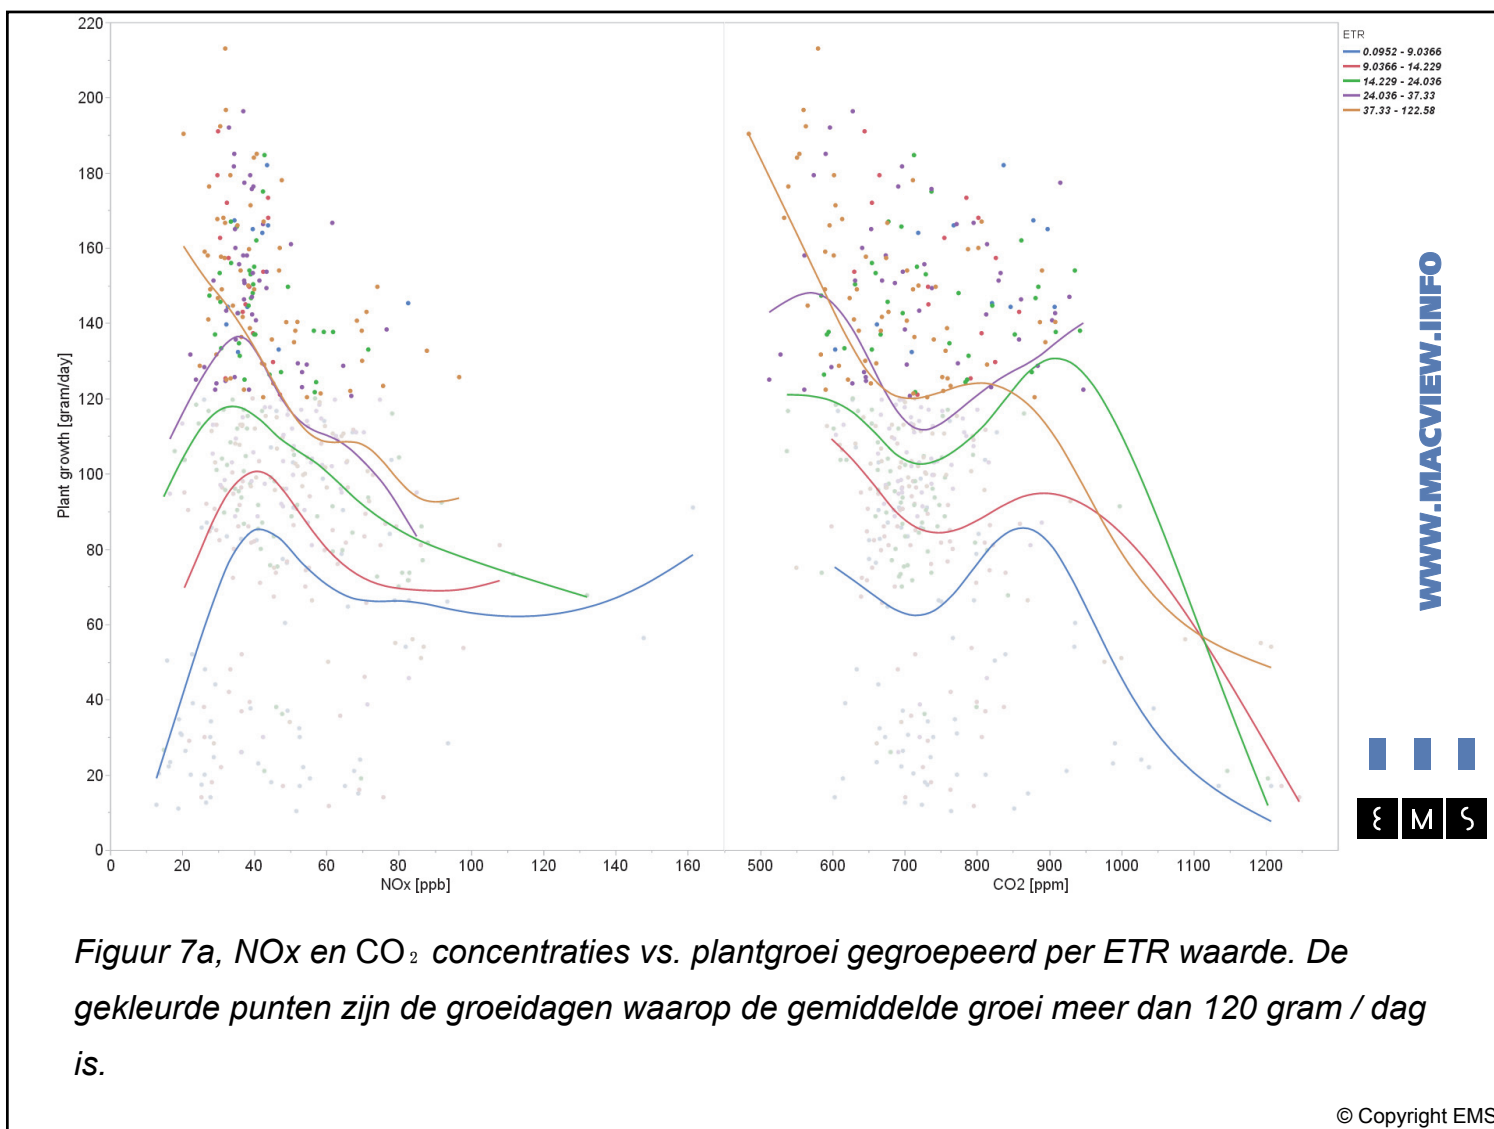 220
200
180
160
140
120
100
80
60
40
20
0
Plant growth [gram/day]
0 20 40 60 80 100 120 140 160
NOx [ppb]
500 600 700 800 900 1000 1100 1200
CO2 [ppm]
ETR
0.0952 - 9.0366
9.0366 - 14.229
14.229 - 24.036
24.036 - 37.33
37.33 - 122.58
WWW.MACVIEW.INFO
EMS
Figuur 7a, NOx en CO₂ concentraties vs. plantgroei gegroepeerd per ETR waarde. De
gekleurde punten zijn de groeidagen waarop de gemiddelde groei meer dan 120 gram / dag
is.
© Copyright EMS